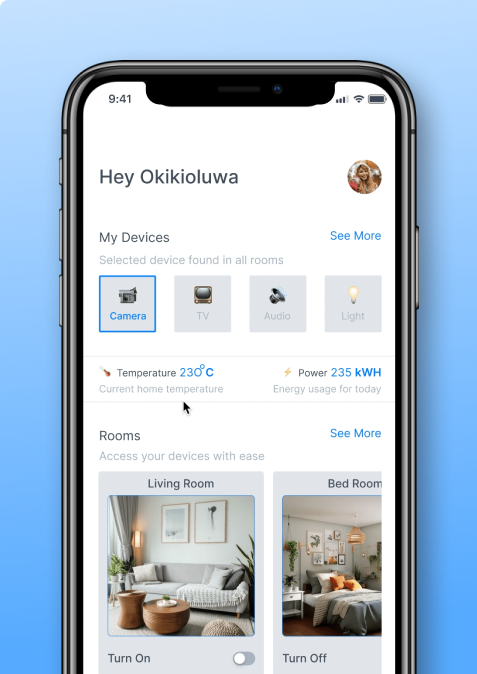 9:41
Hey Okikioluwa
My Devices See More
Selected device found in all rooms
Camera TV Audio Light
Temperature 23O°C Power 235 kWH
Current home temperature Energy usage for today
Rooms See More
Access your devices with ease
Living Room Bed Room
Turn On Turn Off